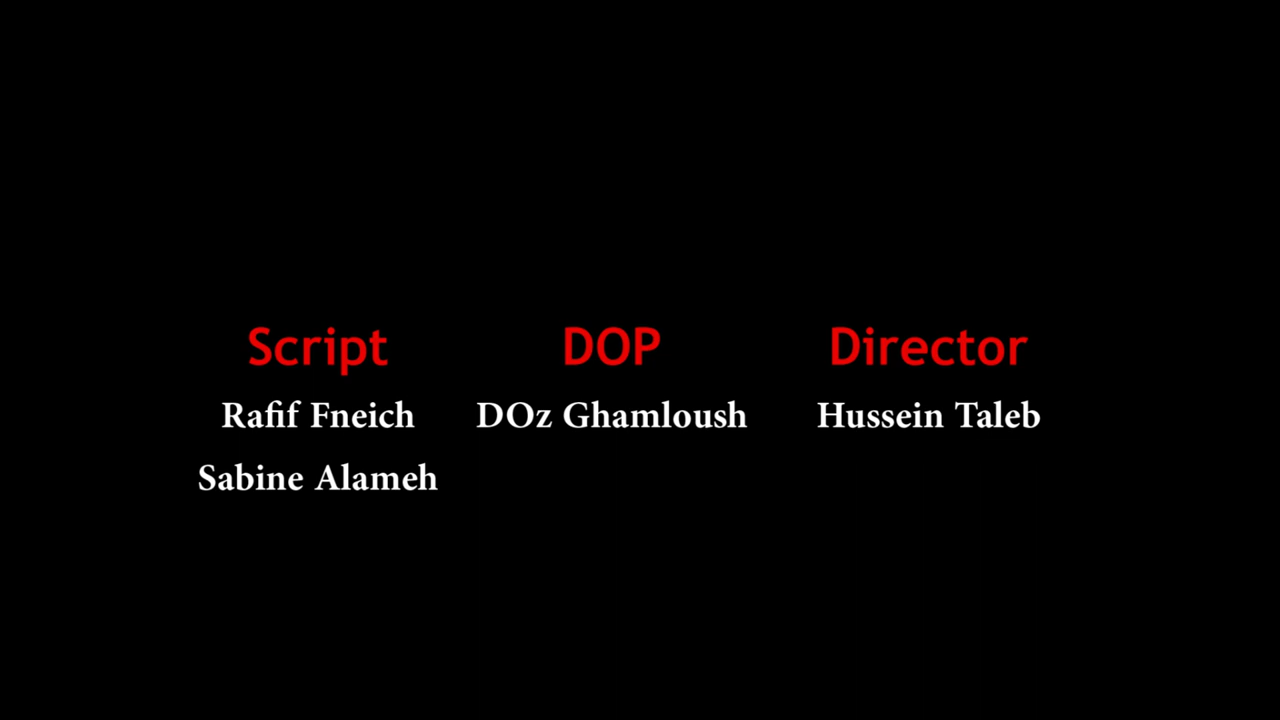 Script DOP Director
Rafif Fneich DOz Ghamloush Hussein Taleb
Sabine Alameh